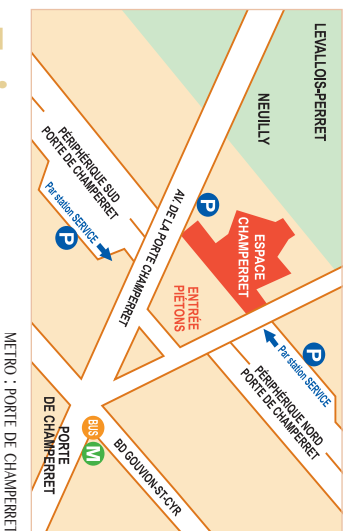 LEVALLOIS-PERRET
NEUILLY
ESPACE
CHAMPERRET
ENTRÉE
PIÉTONS
P
Par station SERVICE
PÉRIPHÉRIQUE NORD
PORTE DE CHAMPERRET
P
AV. DE LA PORTE CHAMPERRET
PÉRIPHÉRIQUE SUD
PORTE DE CHAMPERRET
Par station SERVICE
P
BD GOUVION-ST-CYR
BUS M
PORTE
DE CHAMPERRET
METRO : PORTE DE CHAMPERRET